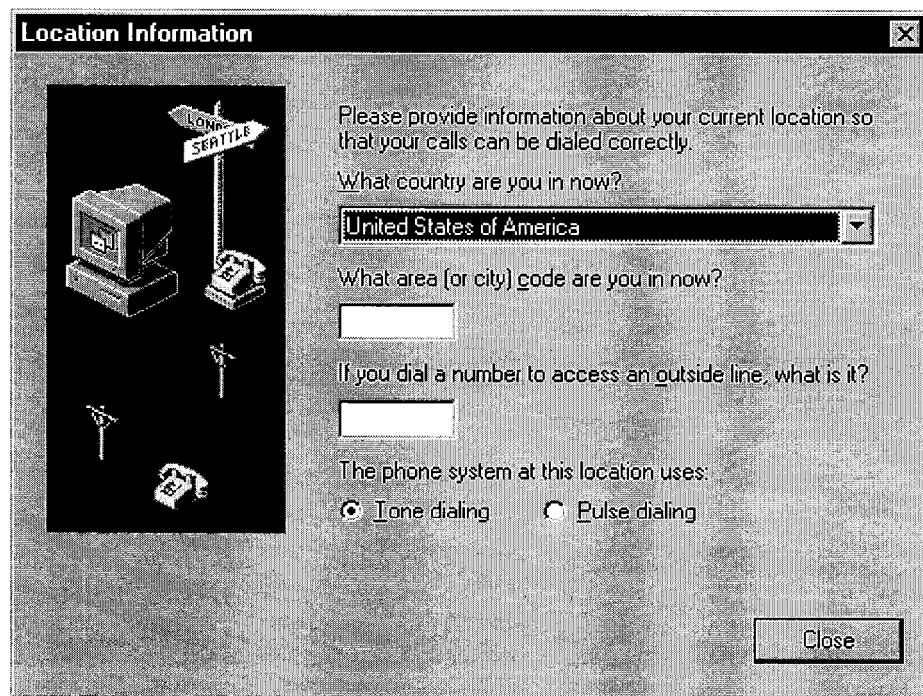 Location Information
LOND
SEATTLE
Please provide information about your current location so
that your calls can be dialed correctly.
What country are you in now?
United States of America
What area (or city) code are you in now?
If you dial a number to access an outside line, what is it?
The phone system at this location uses:
Tone dialing Pulse dialing
Close